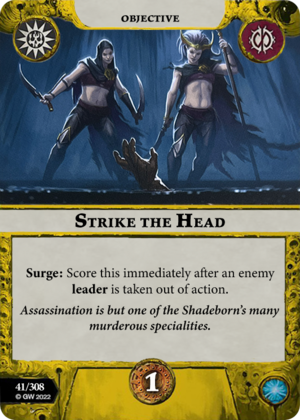 OBJECTIVE
STRIKE THE HEAD
Surge: Score this immediately after an enemy
leader is taken out of action.
Assassination is but one of the Shadeborn's many
murderous specialities.
41/308
© GW 2022
1